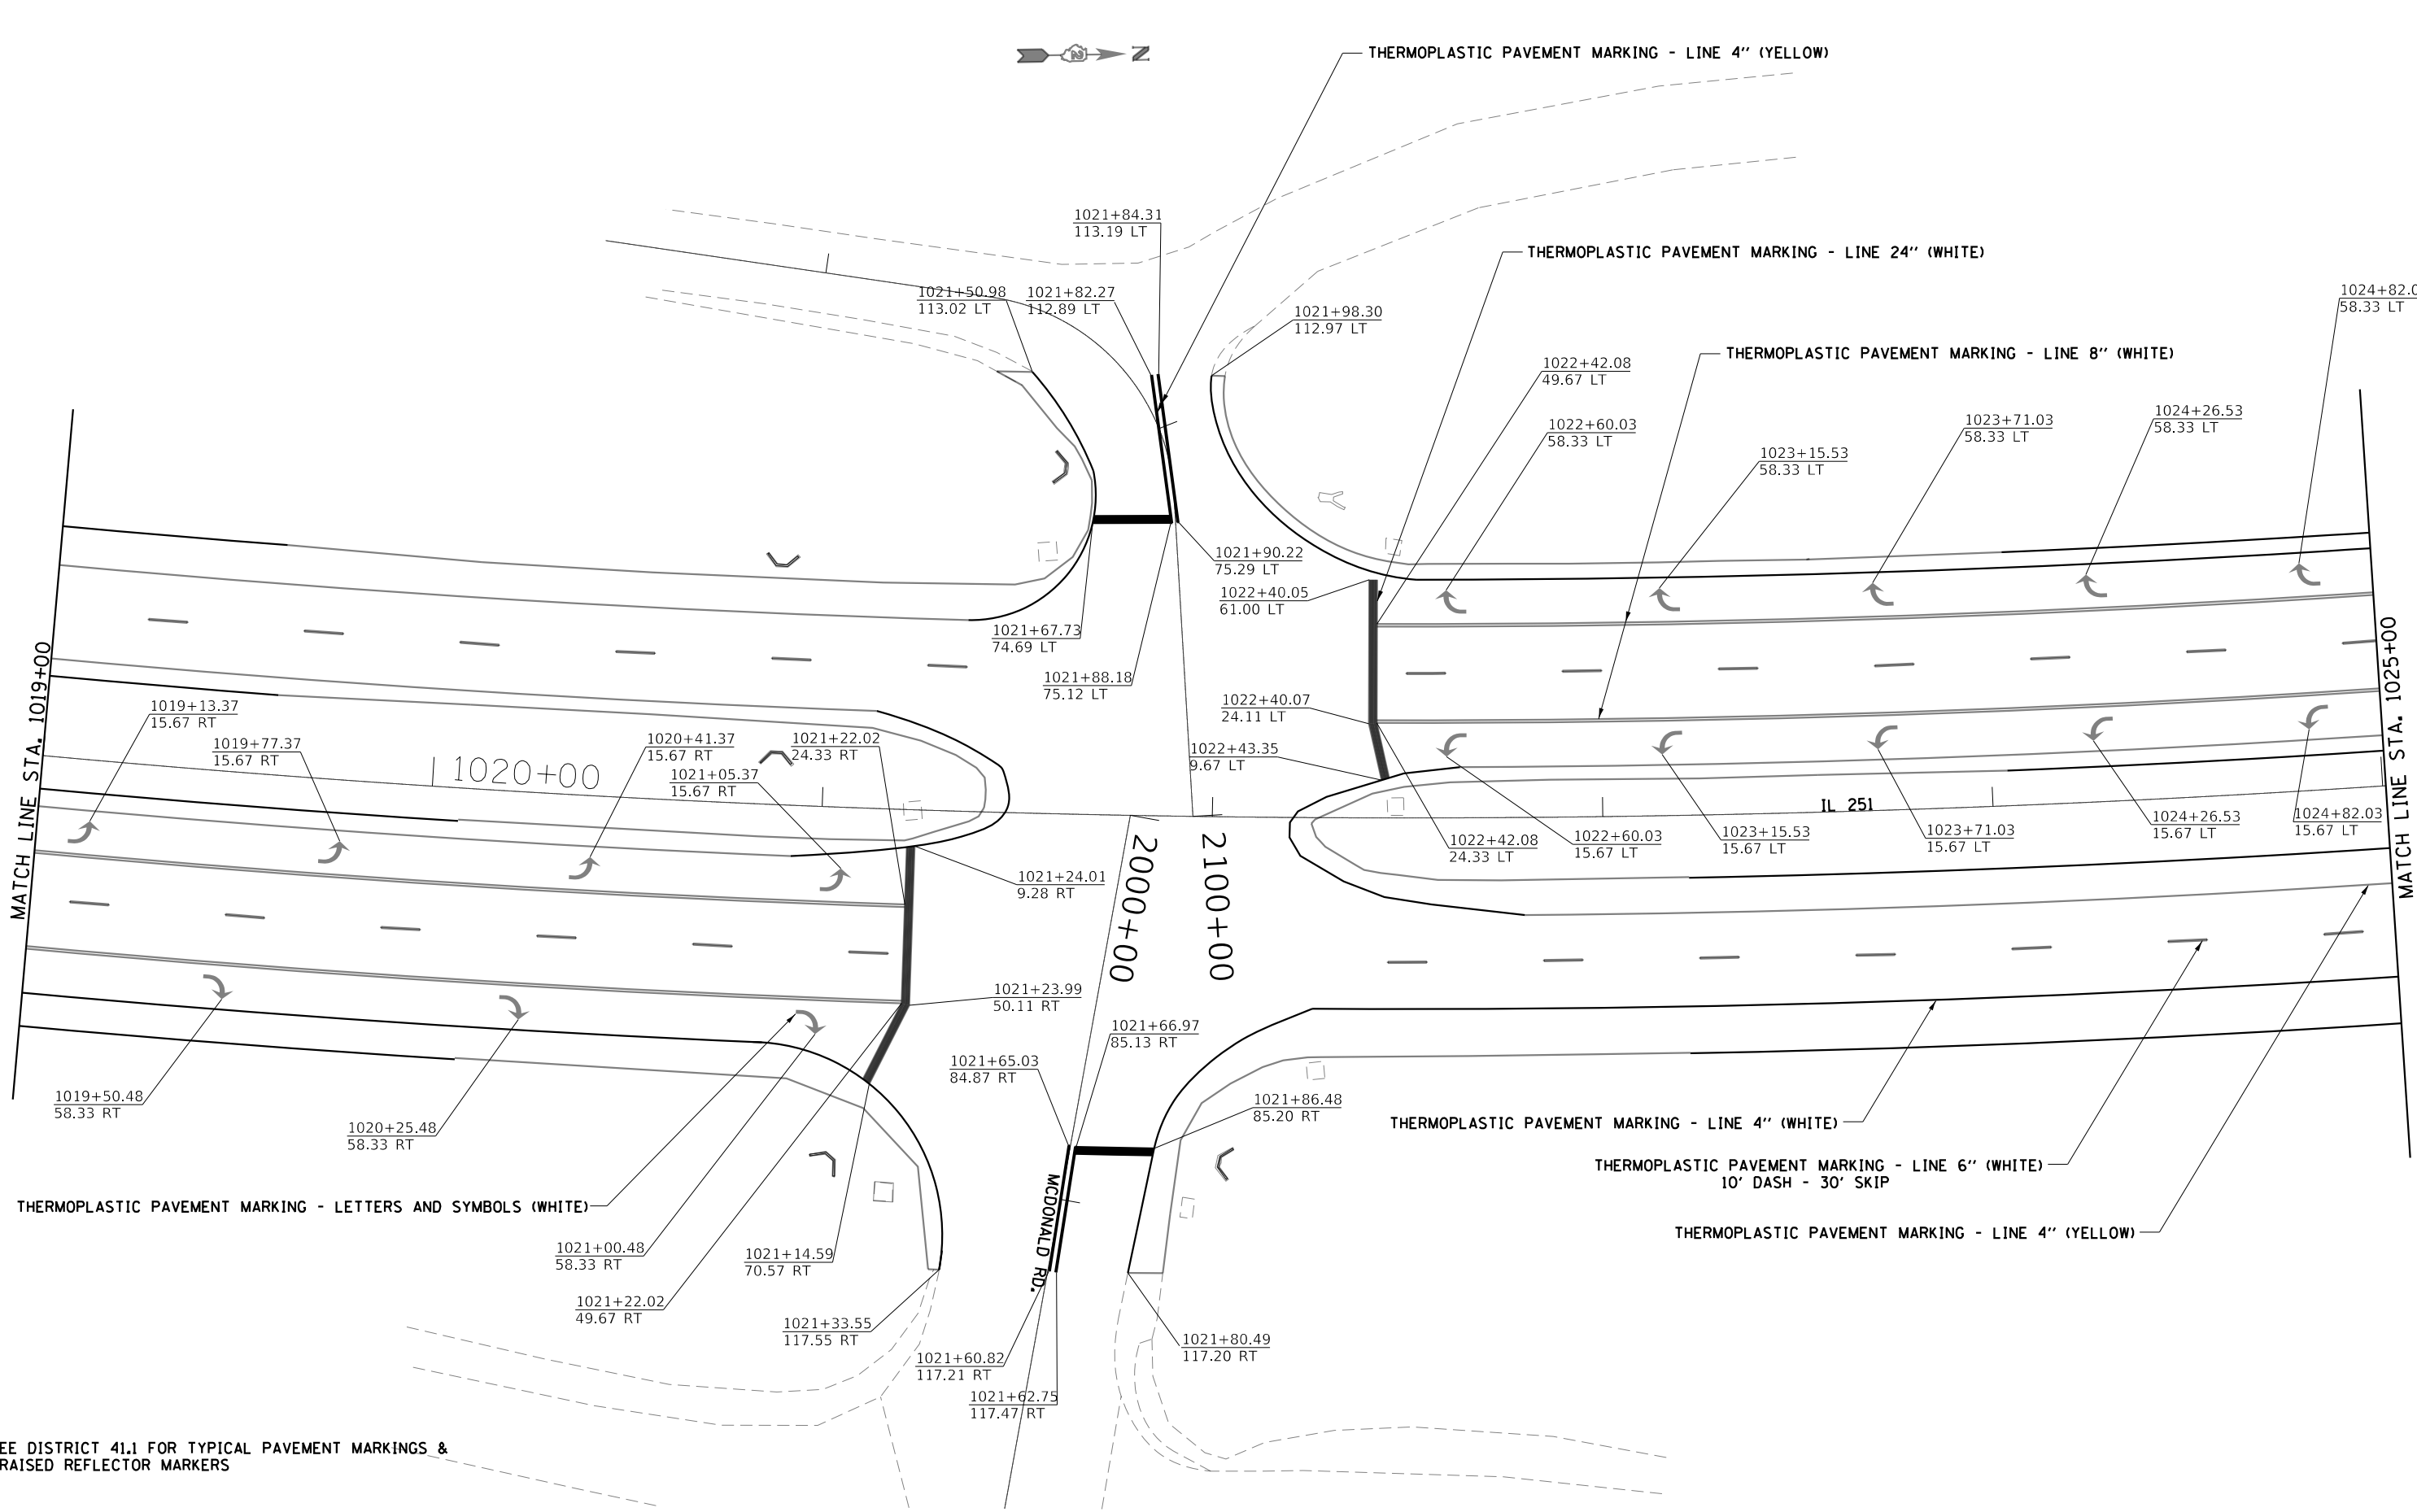 N
THERMOPLASTIC PAVEMENT MARKING - LINE 4'' (YELLOW)
1021+84.31
113.19 LT
THERMOPLASTIC PAVEMENT MARKING - LINE 24'' (WHITE)
1021+50.98
113.02 LT
1021+82.27
112.89 LT
1021+98.30
112.97 LT
1024+82.0
58.33 LT
THERMOPLASTIC PAVEMENT MARKING - LINE 8'' (WHITE)
1022+42.08
49.67 LT
1022+60.03
58.33 LT
1023+15.53
58.33 LT
1023+71.03
58.33 LT
1024+26.53
58.33 LT
1021+90.22
75.29 LT
1022+40.05
61.00 LT
1021+67.73
74.69 LT
1021+88.18
75.12 LT
MATCH LINE STA. 1019+00
MATCH LINE STA. 1025+00
1019+13.37
15.67 RT
1019+77.37
15.67 RT
1020+00
1020+41.37
15.67 RT
1021+05.37
15.67 RT
1021+22.02
24.33 RT
1022+40.07
24.11 LT
1022+43.35
9.67 LT
IL 251
1022+42.08
24.33 LT
1022+60.03
15.67 LT
1023+15.53
15.67 LT
1023+71.03
15.67 LT
1024+26.53
15.67 LT
1024+82.03
15.67 LT
1021+24.01
9.28 RT
2000+00
2100+00
1021+23.99
50.11 RT
1021+66.97
85.13 RT
1021+65.03
84.87 RT
1021+86.48
85.20 RT
1019+50.48
58.33 RT
1020+25.48
58.33 RT
THERMOPLASTIC PAVEMENT MARKING - LINE 4'' (WHITE)
THERMOPLASTIC PAVEMENT MARKING - LINE 6'' (WHITE)
10' DASH - 30' SKIP
THERMOPLASTIC PAVEMENT MARKING - LETTERS AND SYMBOLS (WHITE)
MCDONALD RD.
THERMOPLASTIC PAVEMENT MARKING - LINE 4'' (YELLOW)
1021+00.48
58.33 RT
1021+14.59
70.57 RT
1021+22.02
49.67 RT
1021+33.55
117.55 RT
1021+60.82
117.21 RT
1021+62.75
117.47 RT
1021+80.49
117.20 RT
EE DISTRICT 41.1 FOR TYPICAL PAVEMENT MARKINGS &
RAISED REFLECTOR MARKERS